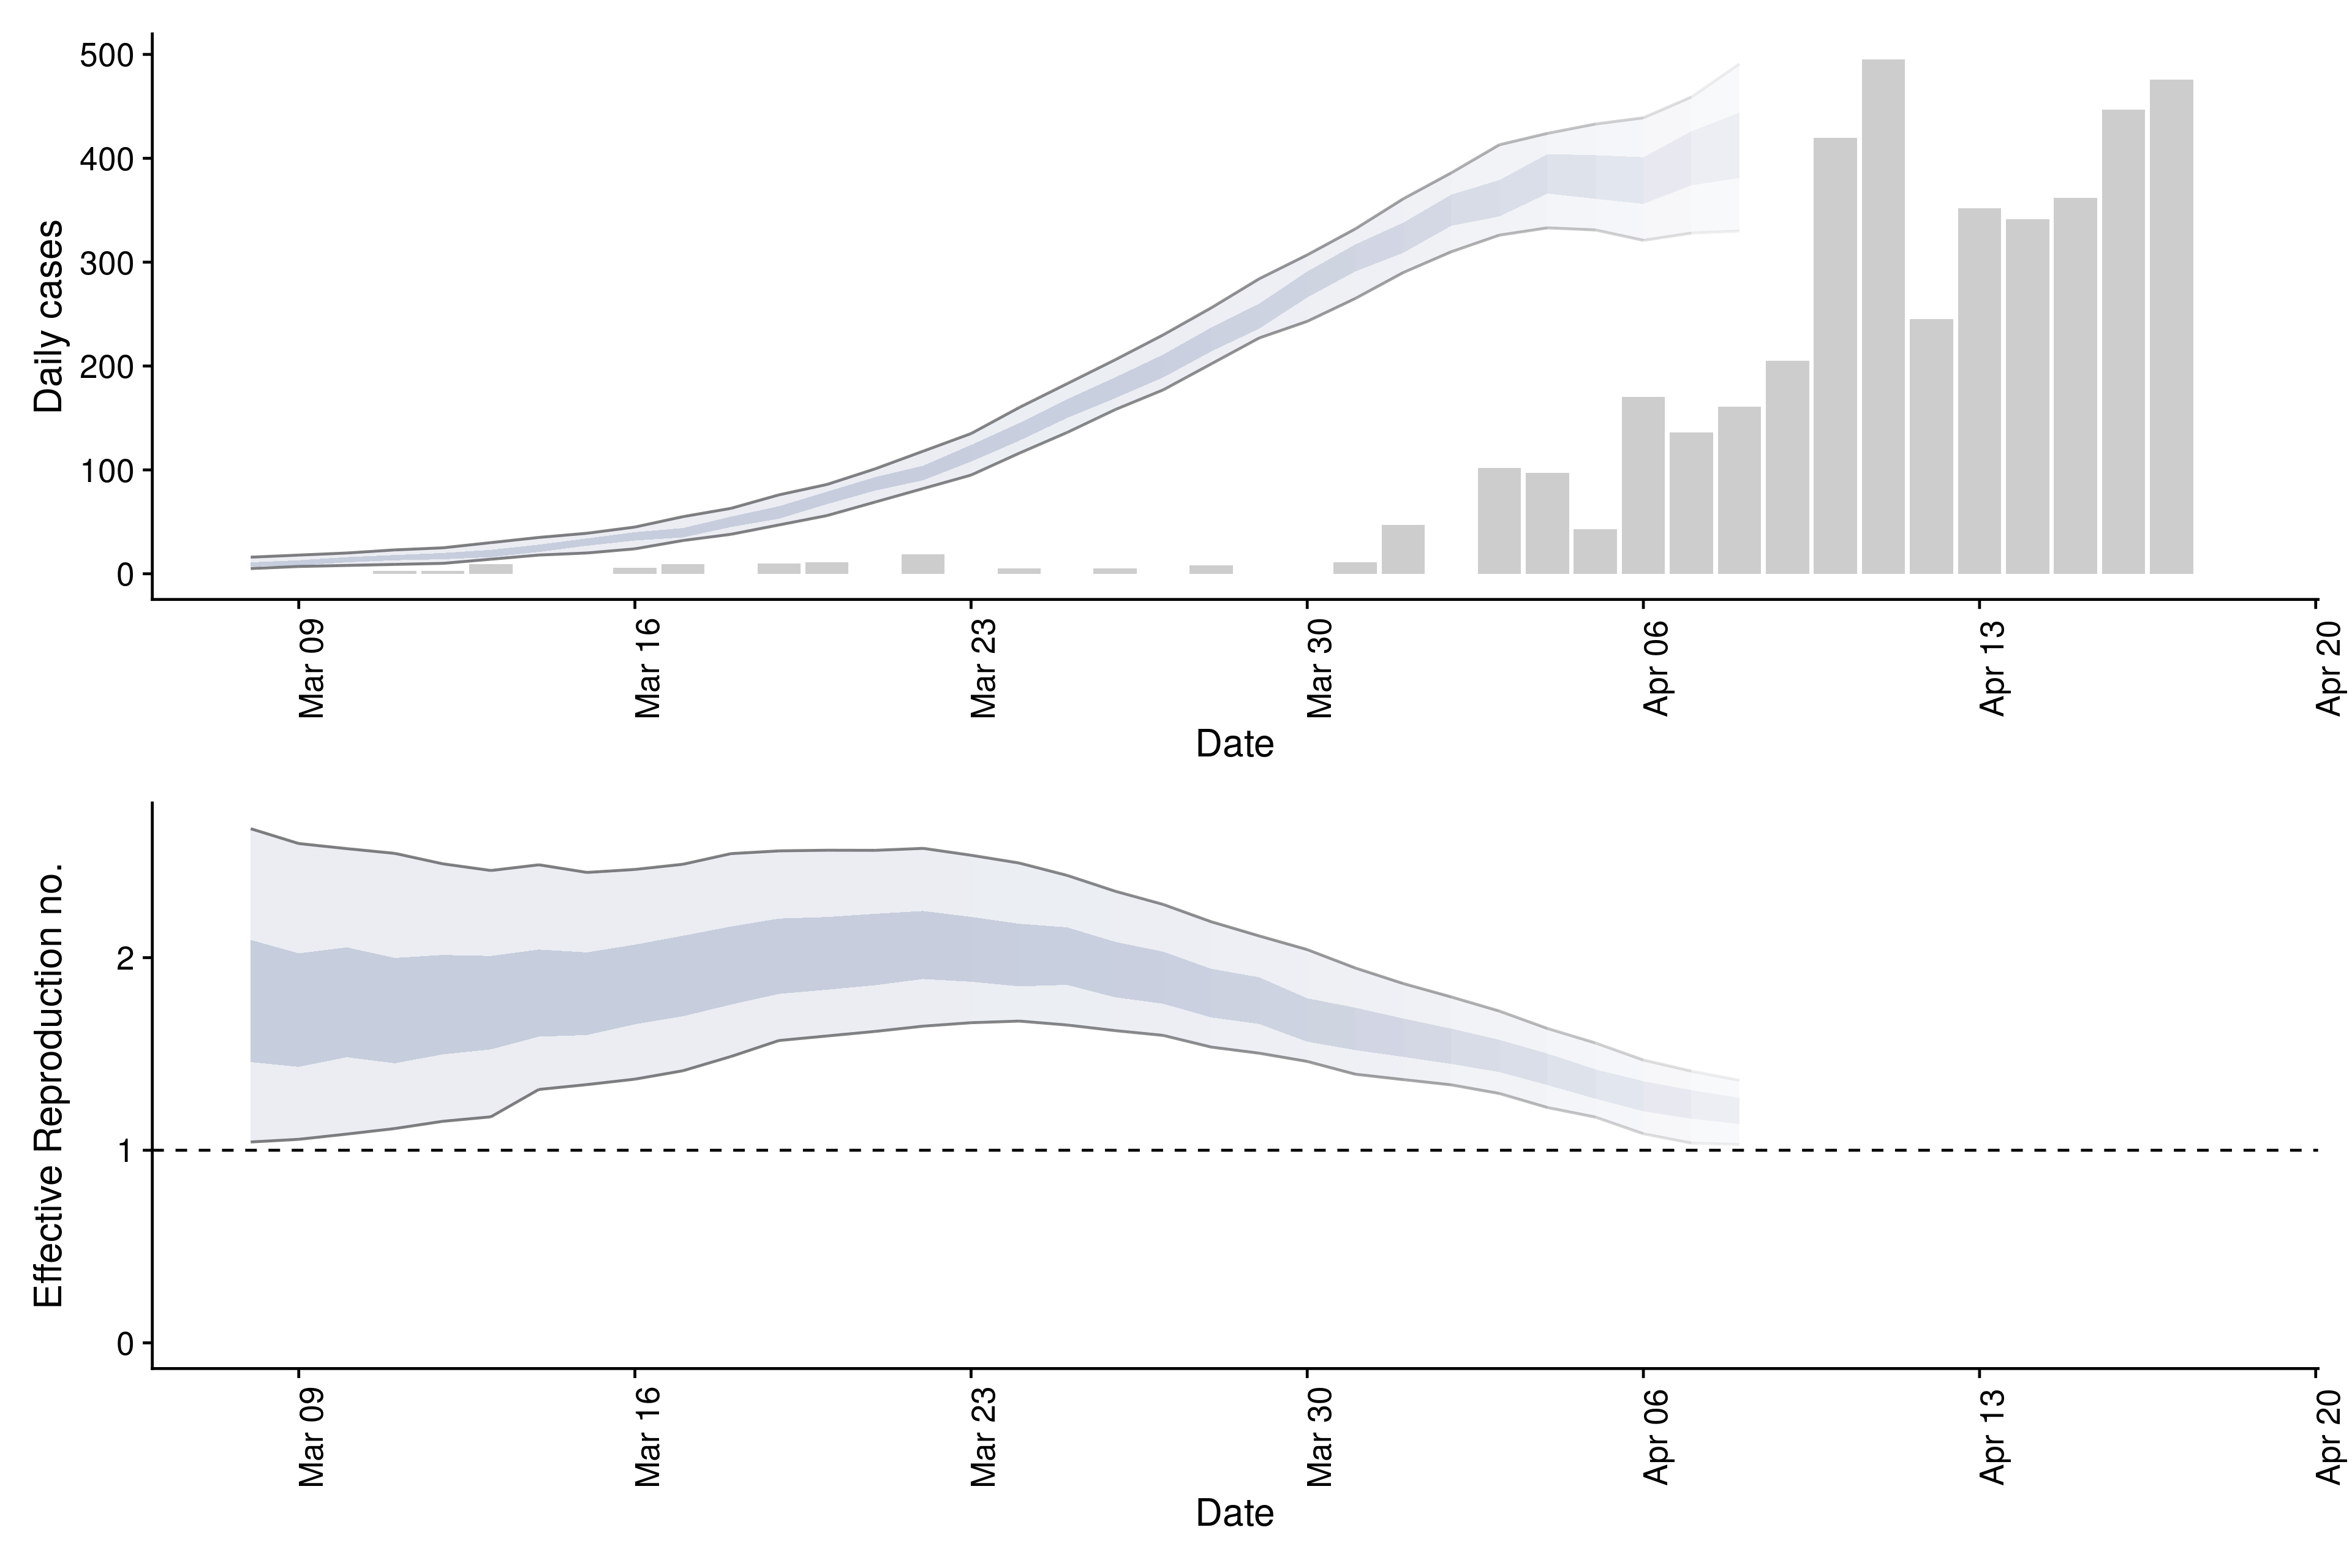 Daily cases
500
400
300
200
100
0
Mar 09
Mar 16
Mar 23
Mar 30
Apr 06
Apr 13
Apr 20
Date
Effective Reproduction no.
2
1
0
Mar 09
Mar 16
Mar 23
Mar 30
Apr 06
Apr 13
Apr 20
Date